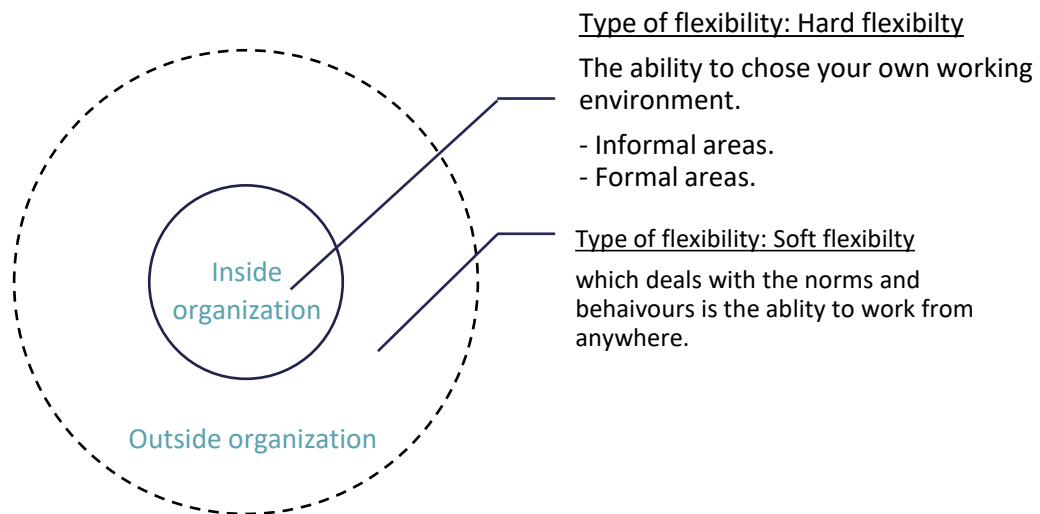 Type of flexibility: Hard flexibilty
The ability to chose your own working
environment.
- Informal areas.
- Formal areas.
Type of flexibility: Soft flexibilty
which deals with the norms and
behaivours is the ablity to work from
anywhere.
Inside
organization
Outside organization